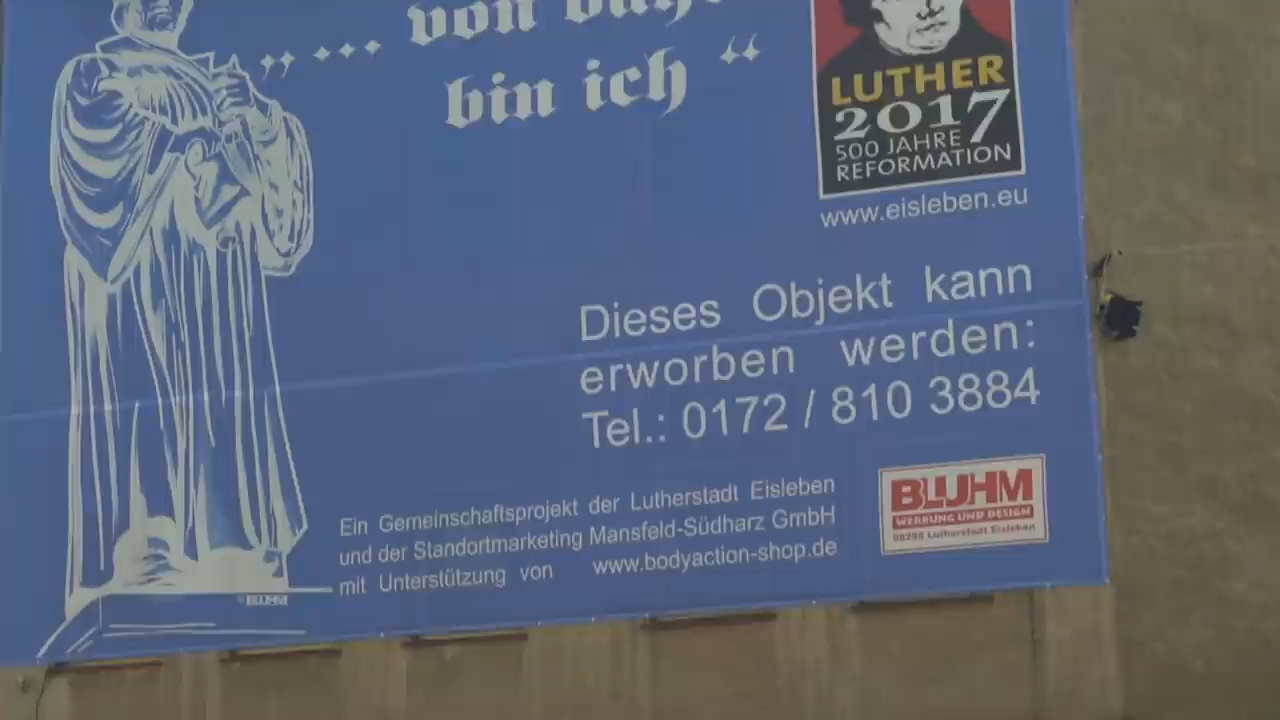 „... von
bin ich“
LUTHER
2017
500 JAHRE
REFORMATION
www.eisleben.eu
Dieses Objekt kann
erworben werden:
Tel.: 0172 / 810 3884
Ein Gemeinschaftsprojekt der Lutherstadt Eisleben
und der Standortmarketing Mansfeld-Südharz GmbH
mit Unterstützung von www.bodyaction-shop.de
BLUHM
WERBUNG UND DESIGN
06295 Lutherstadt Eisleben
BLUHM